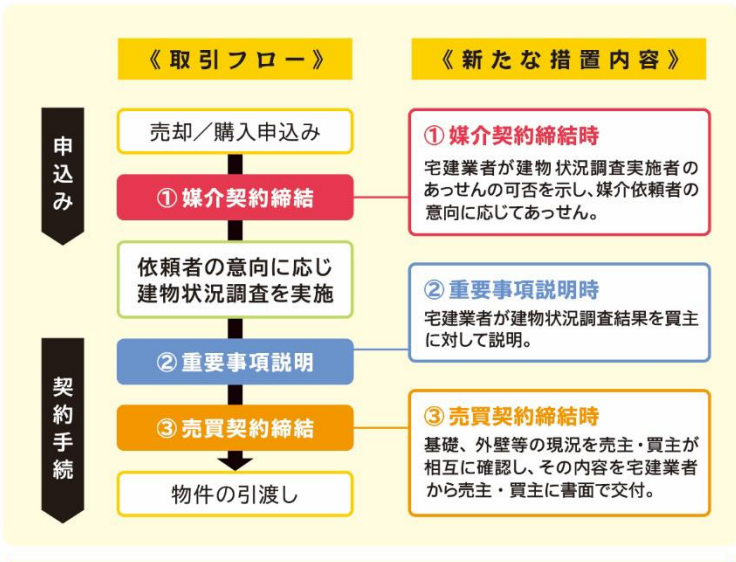 《取引フロー》
《新たな措置内容》
申込み
売却／購入申込み
①媒介契約締結
依頼者の意向に応じ
建物状況調査を実施
契約手続
②重要事項説明
③売買契約締結
物件の引渡し
①媒介契約締結時
宅建業者が建物状況調査実施者の
あっせんの可否を示し、媒介依頼者の
意向に応じてあっせん。
②重要事項説明時
宅建業者が建物状況調査結果を買主
に対して説明。
③売買契約締結時
基礎、外壁等の現況を売主・買主が
相互に確認し、その内容を宅建業者
から売主・買主に書面で交付。